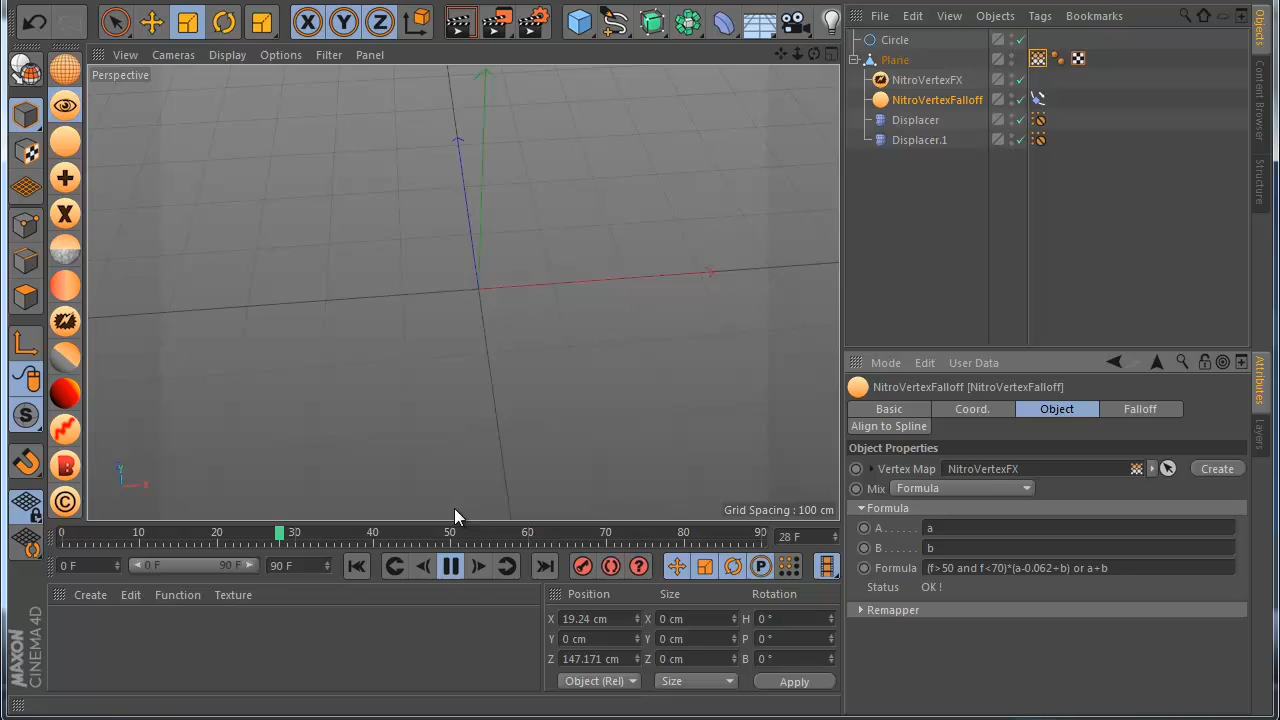 X Y Z
File Edit View Objects Tags Bookmarks
View Cameras Display Options Filter Panel
Perspective
Circle
Plane
NitroVertexFX
NitroVertexFalloff
Displacer
Displacer.1
Objects
Content Browser
Structure
Mode Edit User Data
NitroVertexFalloff [NitroVertexFalloff]
Basic Coord. Object Falloff
Align to Spline
Object Properties
Vertex Map NitroVertexFX Create
Mix Formula
Formula
A . . . . . . a
B . . . . . . b
Formula (f>50 and f<70)*(a-0.062+b) or a+b
Status OK !
Remapper
Attributes
Layers
Y
X
Grid Spacing : 100 cm
0 10 20 30 40 50 60 70 80 90 28 F
0 F 0 F 90 F 90 F
Create Edit Function Texture
Position Size Rotation
X 19.24 cm X 0 cm H 0 °
Y 0 cm Y 0 cm P 0 °
Z 147.171 cm Z 0 cm B 0 °
Object (Rel) Size Apply
MAXON
CINEMA 4D